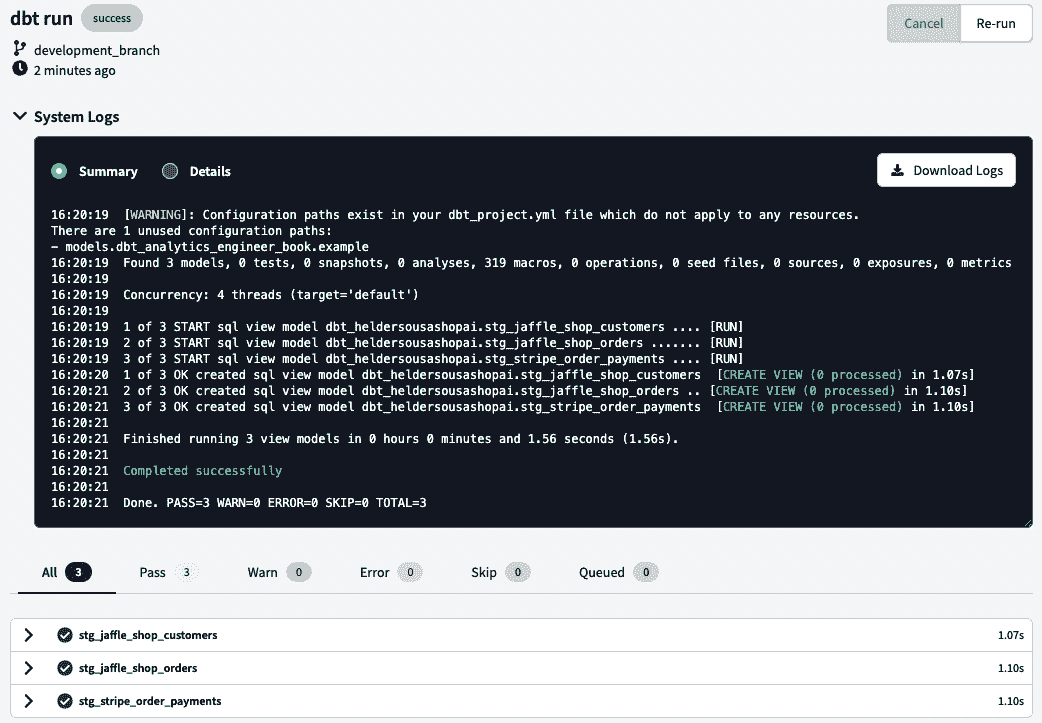 dbt run success
Cancel Re-run
development_branch
2 minutes ago
System Logs
Summary Details Download Logs
16:20:19 [WARNING]: Configuration paths exist in your dbt_project.yml file which do not apply to any resources.
There are 1 unused configuration paths:
- models.dbt_analytics_engineer_book.example
16:20:19 Found 3 models, 0 tests, 0 snapshots, 0 analyses, 319 macros, 0 operations, 0 seed files, 0 sources, 0 exposures, 0 metrics
16:20:19
16:20:19 Concurrency: 4 threads (target='default')
16:20:19
16:20:19 1 of 3 START sql view model dbt_heldersousashopai.stg_jaffle_shop_customers .... [RUN]
16:20:19 2 of 3 START sql view model dbt_heldersousashopai.stg_jaffle_shop_orders ....... [RUN]
16:20:19 3 of 3 START sql view model dbt_heldersousashopai.stg_stripe_order_payments .... [RUN]
16:20:20 1 of 3 OK created sql view model dbt_heldersousashopai.stg_jaffle_shop_customers [CREATE VIEW (0 processed) in 1.07s]
16:20:21 2 of 3 OK created sql view model dbt_heldersousashopai.stg_jaffle_shop_orders .. [CREATE VIEW (0 processed) in 1.10s]
16:20:21 3 of 3 OK created sql view model dbt_heldersousashopai.stg_stripe_order_payments [CREATE VIEW (0 processed) in 1.10s]
16:20:21
16:20:21 Finished running 3 view models in 0 hours 0 minutes and 1.56 seconds (1.56s).
16:20:21
16:20:21 Completed successfully
16:20:21
16:20:21 Done. PASS=3 WARN=0 ERROR=0 SKIP=0 TOTAL=3
All 3 Pass 3 Warn 0 Error 0 Skip 0 Queued 0
stg_jaffle_shop_customers 1.07s
stg_jaffle_shop_orders 1.10s
stg_stripe_order_payments 1.10s